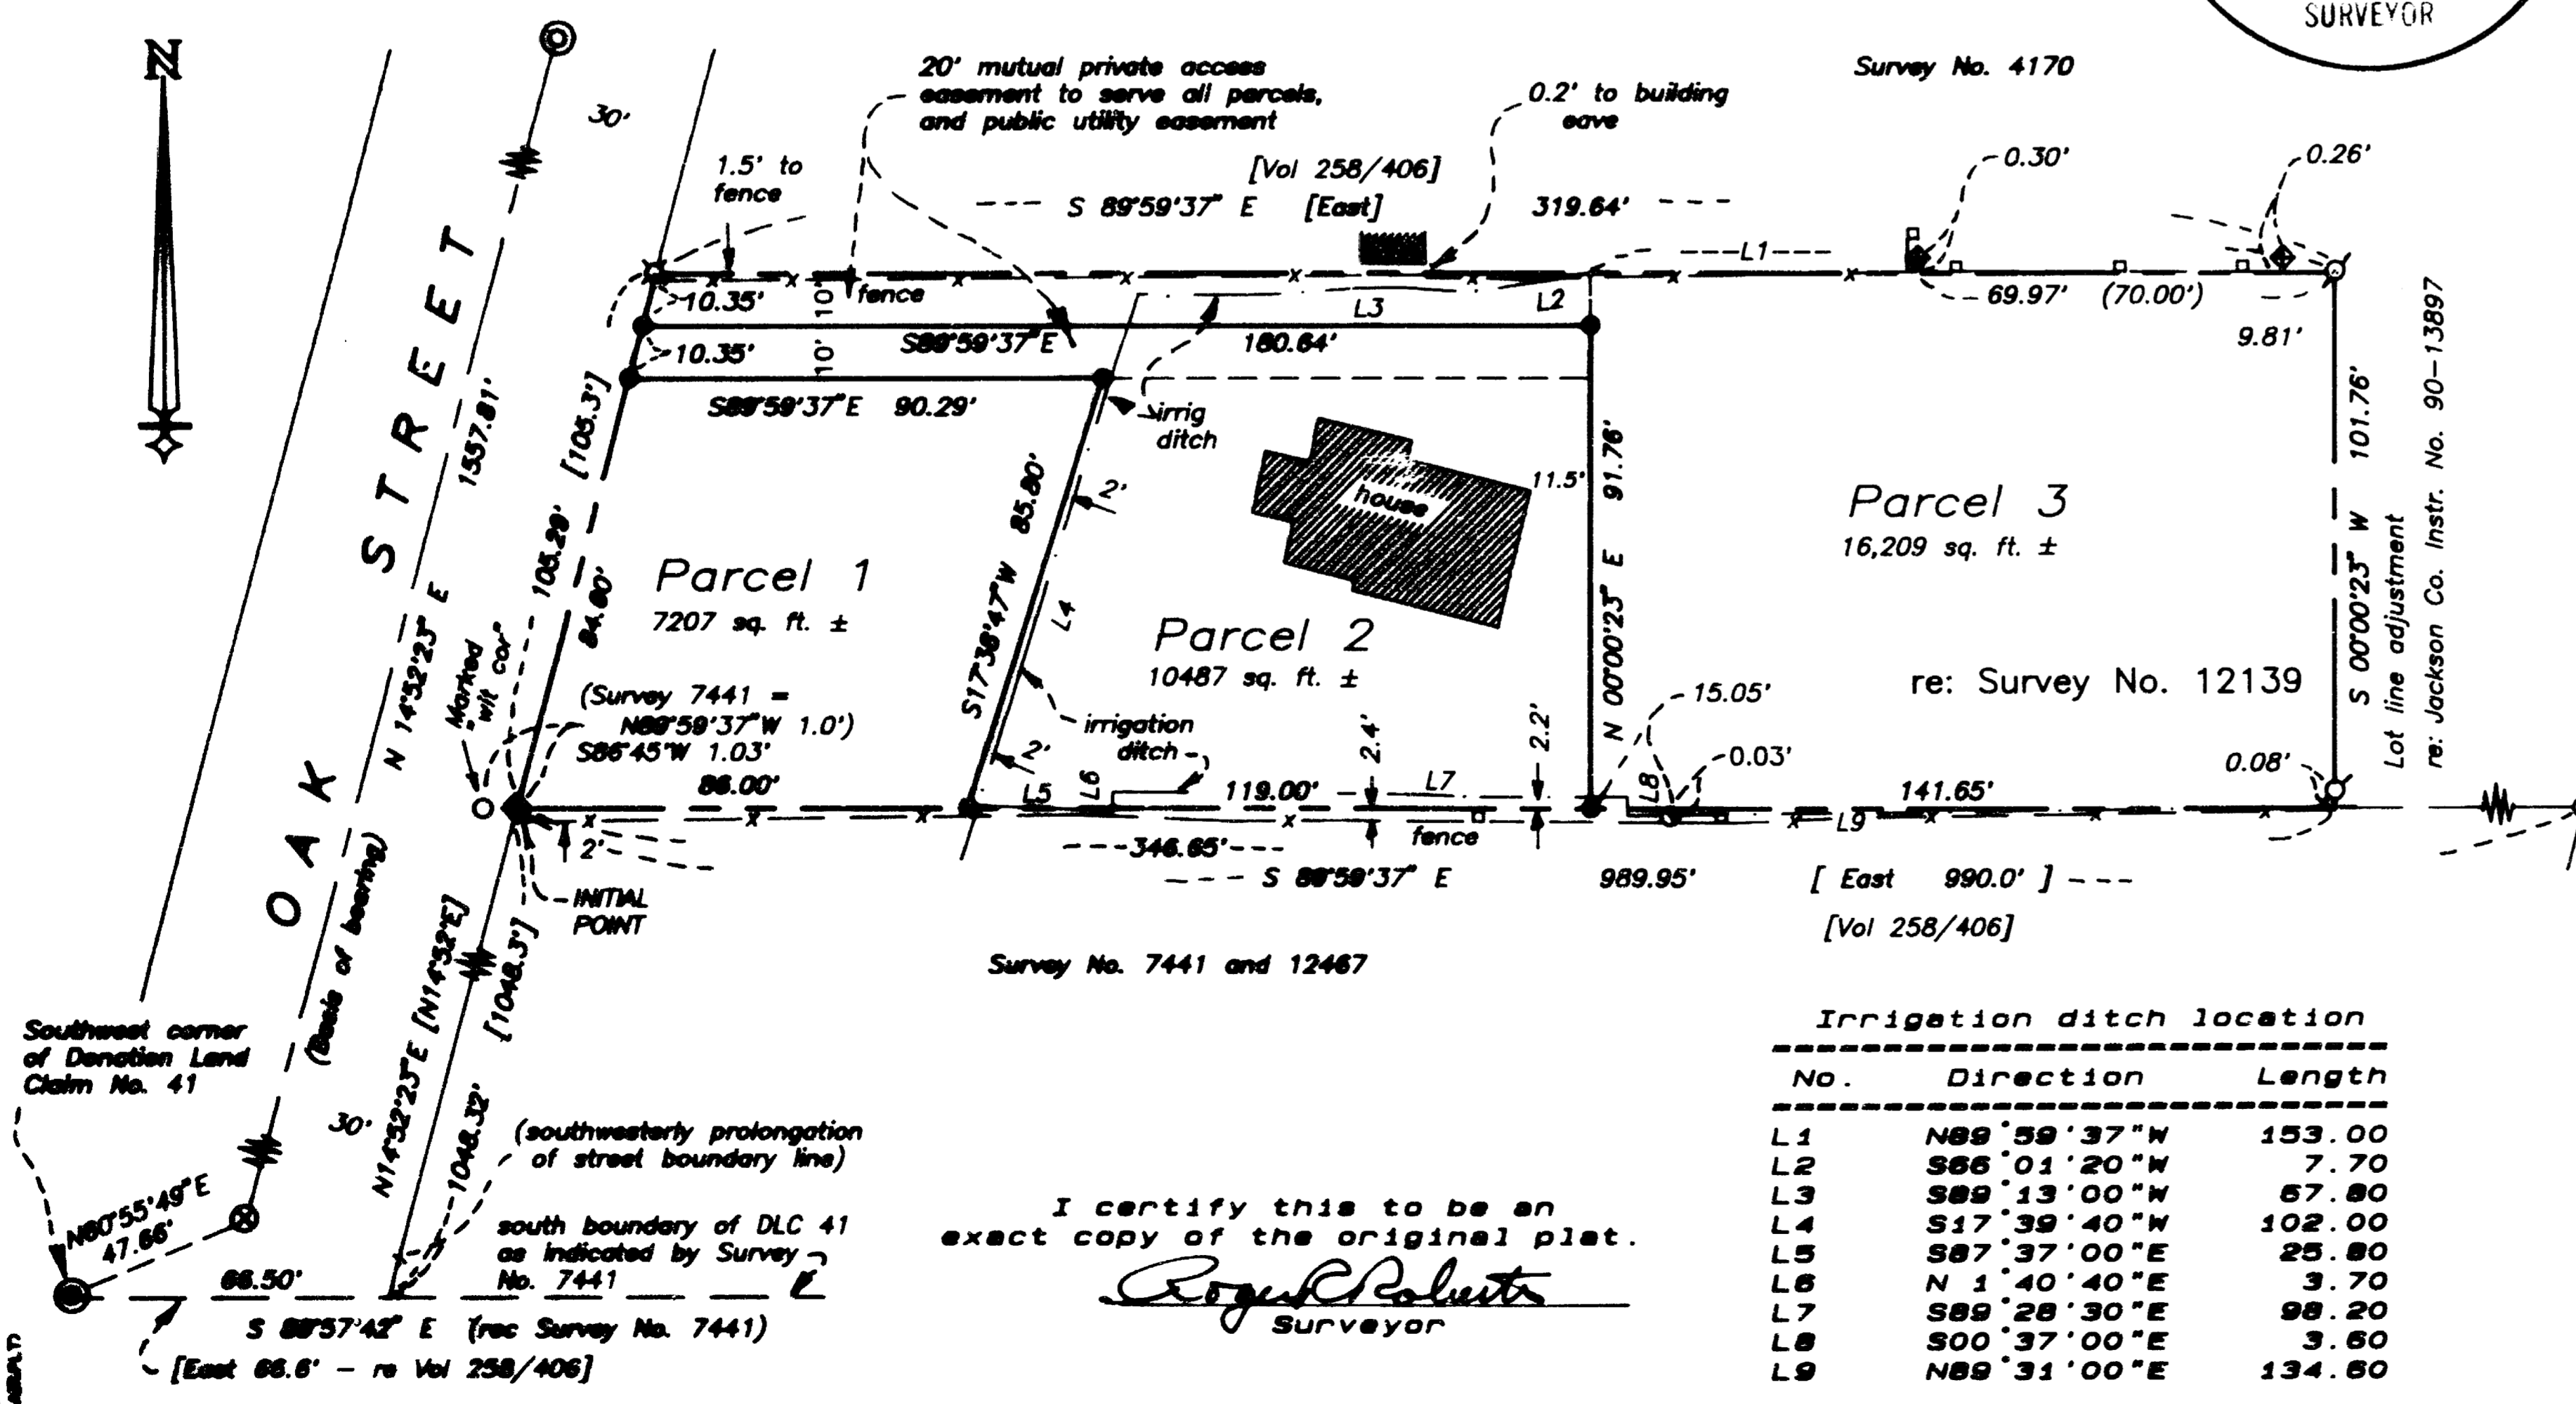 SURVEYOR
N
Survey No. 4170
20' mutual private access
easement to serve all parcels,
and public utility easement
0.2' to building
eave
30'
1.5' to
fence
[Vol 258/406]
S 89°59'37" E [East] 319.64'
L1
0.30'
0.26'
69.97' (70.00')
9.81'
10.35'
10'
fence
L3
L2
10.35'
10'
S89°59'37"E 180.64'
S89°59'37"E 90.29'
irrig
ditch
OAK STREET
1557.81'
N 14°52'23" E
(Basis of bearing)
105.29' [105.3']
84.60'
Marked
"wit cor"
Parcel 1
7207 sq. ft. ±
S17°38'47"W 85.80'
2'
L4
house
11.5'
Parcel 2
10487 sq. ft. ±
N 00°00'23" E 91.76'
Parcel 3
16,209 sq. ft. ±
re: Survey No. 12139
S 00°00'23" W 101.76'
Lot line adjustment
re: Jackson Co. Instr. No. 90-13897
(Survey 7441 =
N89°59'37"W 1.0')
S86°45'W 1.03'
86.00'
irrigation
ditch
2'
L5
L6
119.00'
2.4'
L7
2.2'
15.05'
L8
0.03'
141.65'
0.08'
2'
346.65'
fence
L9
INITIAL
POINT
S 89°59'37" E 989.95' [ East 990.0' ]
[Vol 258/406]
Survey No. 7441 and 12467
N14°52'23"E [N14°52'E]
1048.32' [1048.3']
Southwest corner
of Donation Land
Claim No. 41
30'
N60°55'49"E
47.66'
66.50'
(southwesterly prolongation
of street boundary line)
south boundary of DLC 41
as indicated by Survey
No. 7441
S 89°57'42" E (rec Survey No. 7441)
[East 66.6' - re Vol 258/406]
I certify this to be an
exact copy of the original plat.
Roger R Roberts
Surveyor
Irrigation ditch location
No. Direction Length
L1 N89°59'37"W 153.00
L2 S66°01'20"W 7.70
L3 S89°13'00"W 67.80
L4 S17°39'40"W 102.00
L5 S87°37'00"E 25.80
L6 N 1°40'40"E 3.70
L7 S89°28'30"E 98.20
L8 S00°37'00"E 3.60
L9 N89°31'00"E 134.60